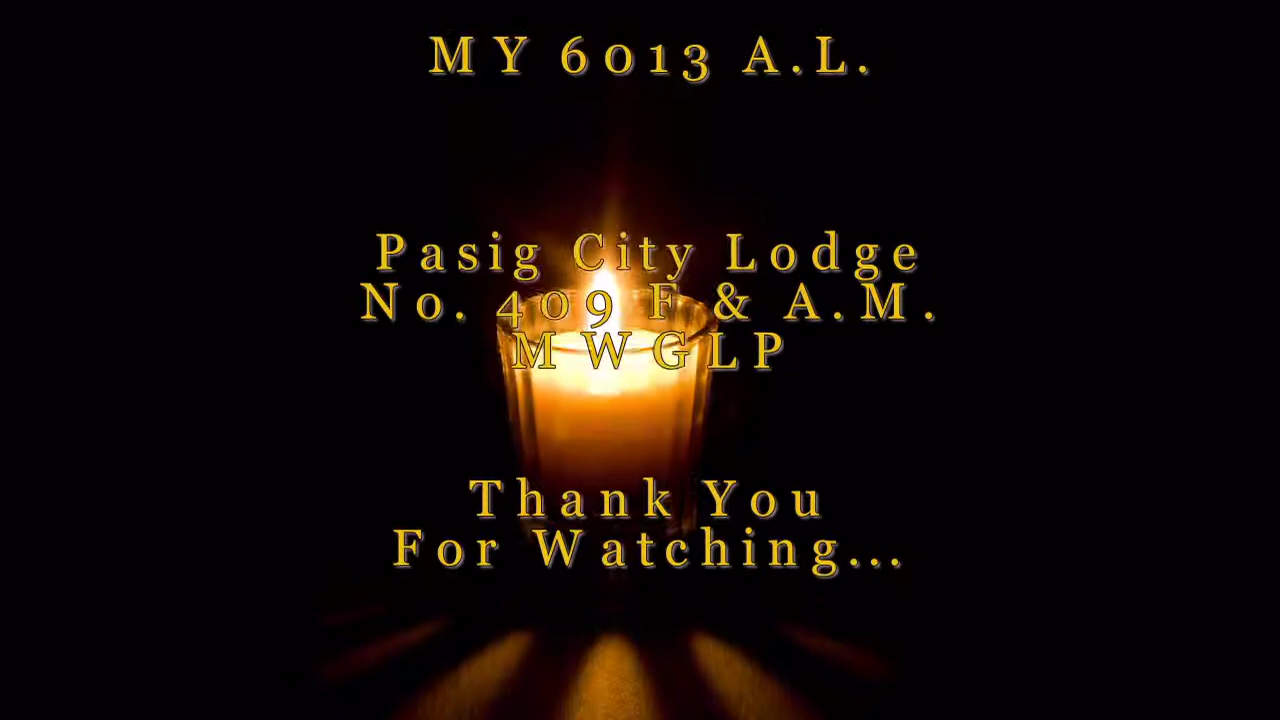 MY 6013 A.L.
Pasig City Lodge
No. 409 F & A.M.
MWGLP
Thank You
For Watching...